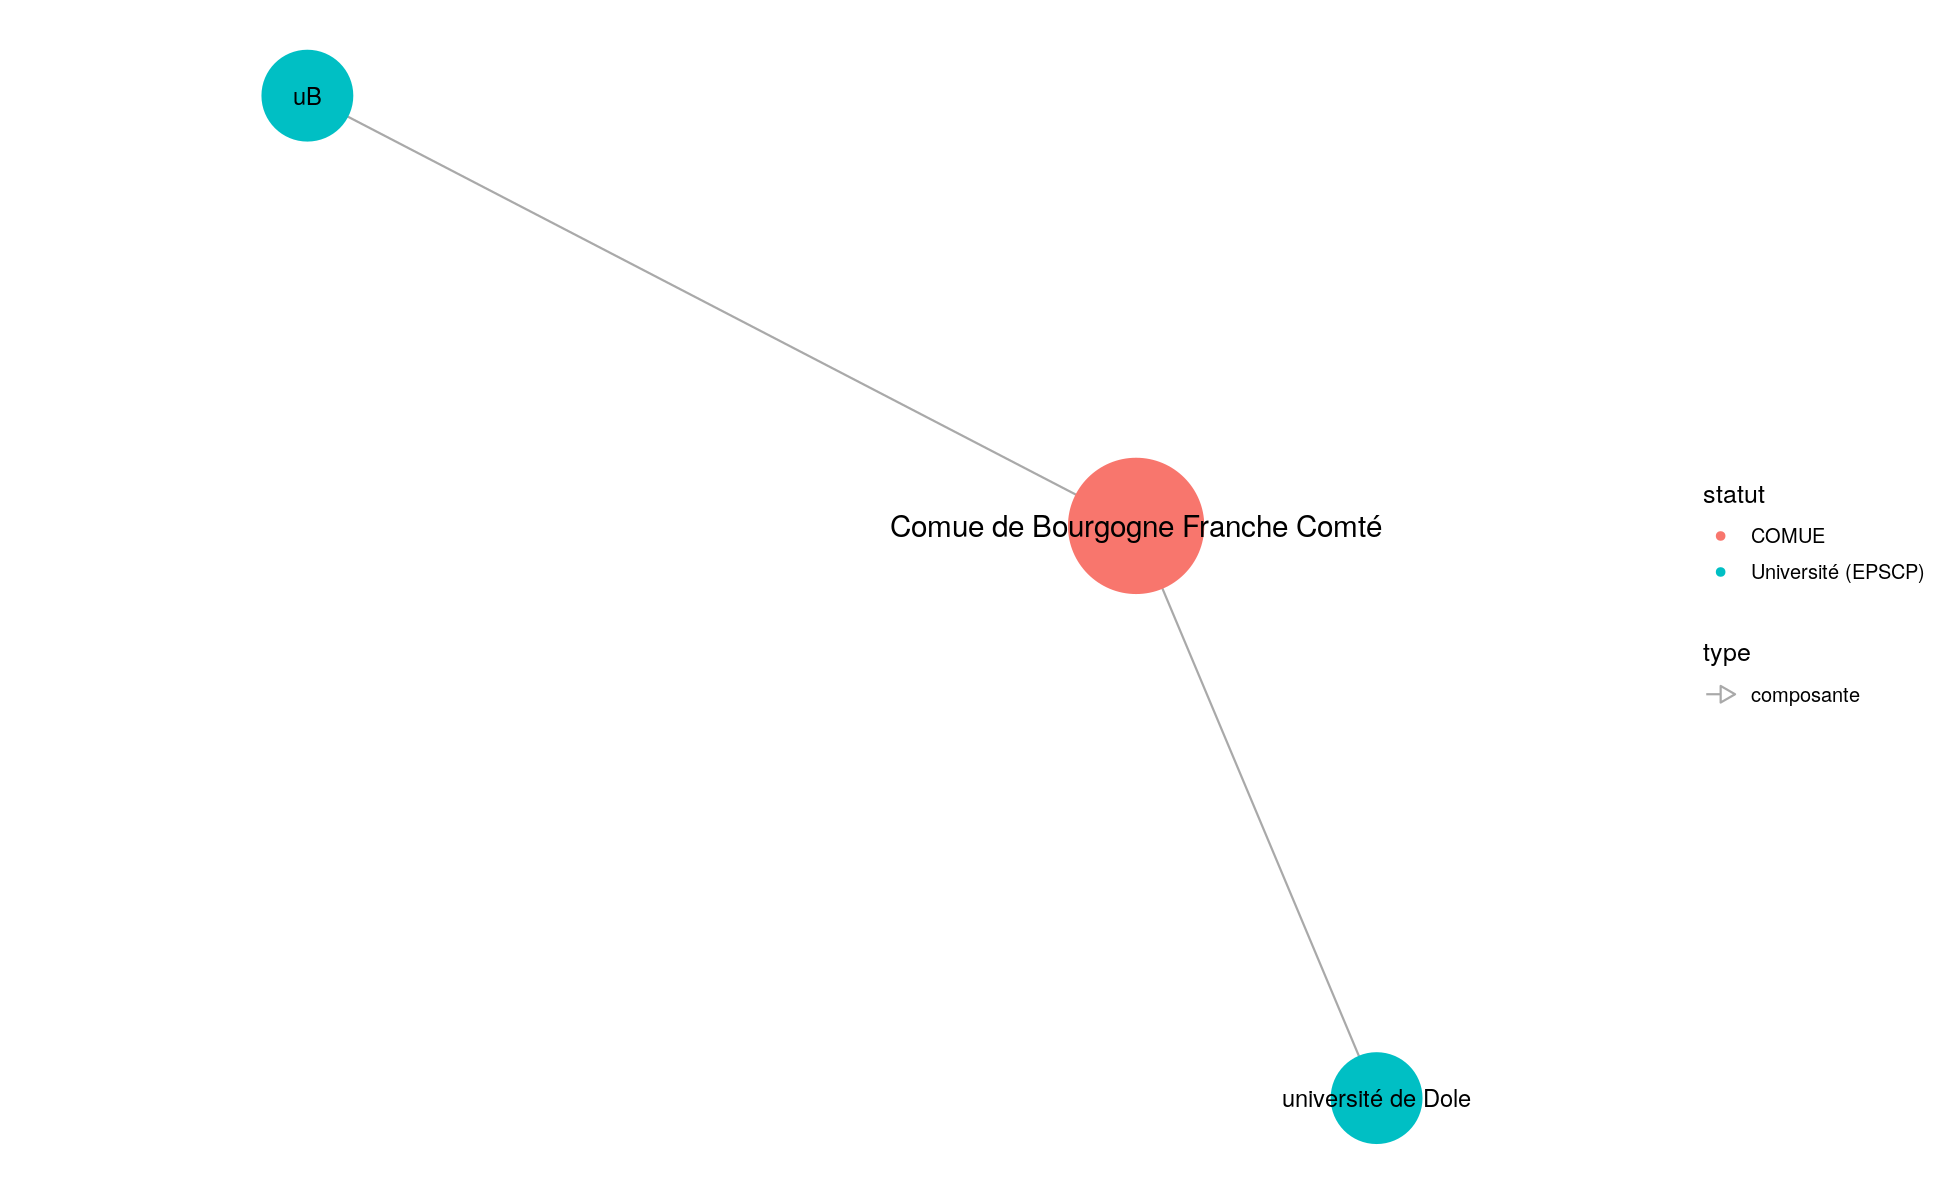 uB
Comue de Bourgogne Franche Comté
université de Dole
statut
COMUE
Université (EPSCP)
type
composante